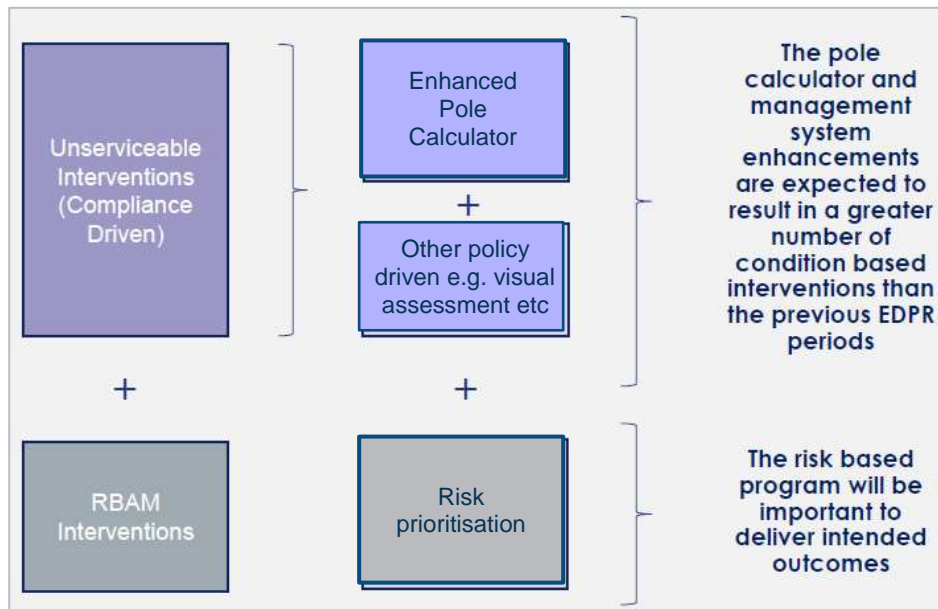 Unserviceable
Interventions
(Compliance
Driven)
+
RBAM
Interventions
Enhanced
Pole
Calculator
+
Other policy
driven e.g. visual
assessment etc
+
Risk
prioritisation
The pole
calculator and
management
system
enhancements
are expected to
result in a greater
number of
condition based
interventions than
the previous EDPR
periods
The risk based
program will be
important to
deliver intended
outcomes